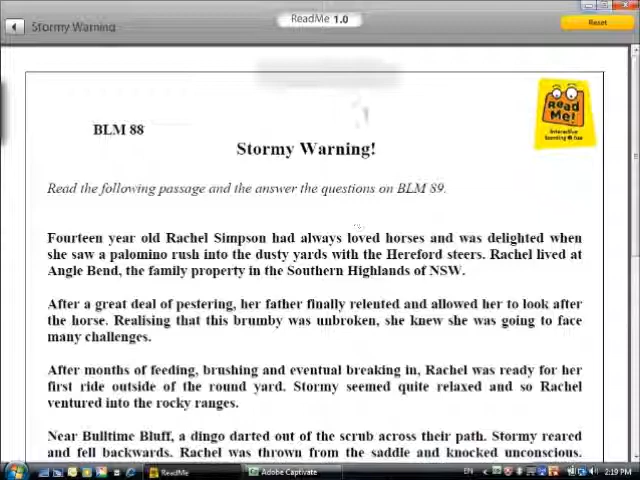 Stormy Warning
ReadMe 1.0
Reset
BLM 88
Read Me!
Interactive
Learning is fun
Stormy Warning!
Read the following passage and the answer the questions on BLM 89.
Fourteen year old Rachel Simpson had always loved horses and was delighted when
she saw a palomino rush into the dusty yards with the Hereford steers. Rachel lived at
Angle Bend, the family property in the Southern Highlands of NSW.
After a great deal of pestering, her father finally relented and allowed her to look after
the horse. Realising that this brumby was unbroken, she knew she was going to face
many challenges.
After months of feeding, brushing and eventual breaking in, Rachel was ready for her
first ride outside of the round yard. Stormy seemed quite relaxed and so Rachel
ventured into the rocky ranges.
Near Bulltime Bluff, a dingo darted out of the scrub across their path. Stormy reared
and fell backwards. Rachel was thrown from the saddle and knocked unconscious.
ReadMe
Adobe Captivate
EN
2:19 PM